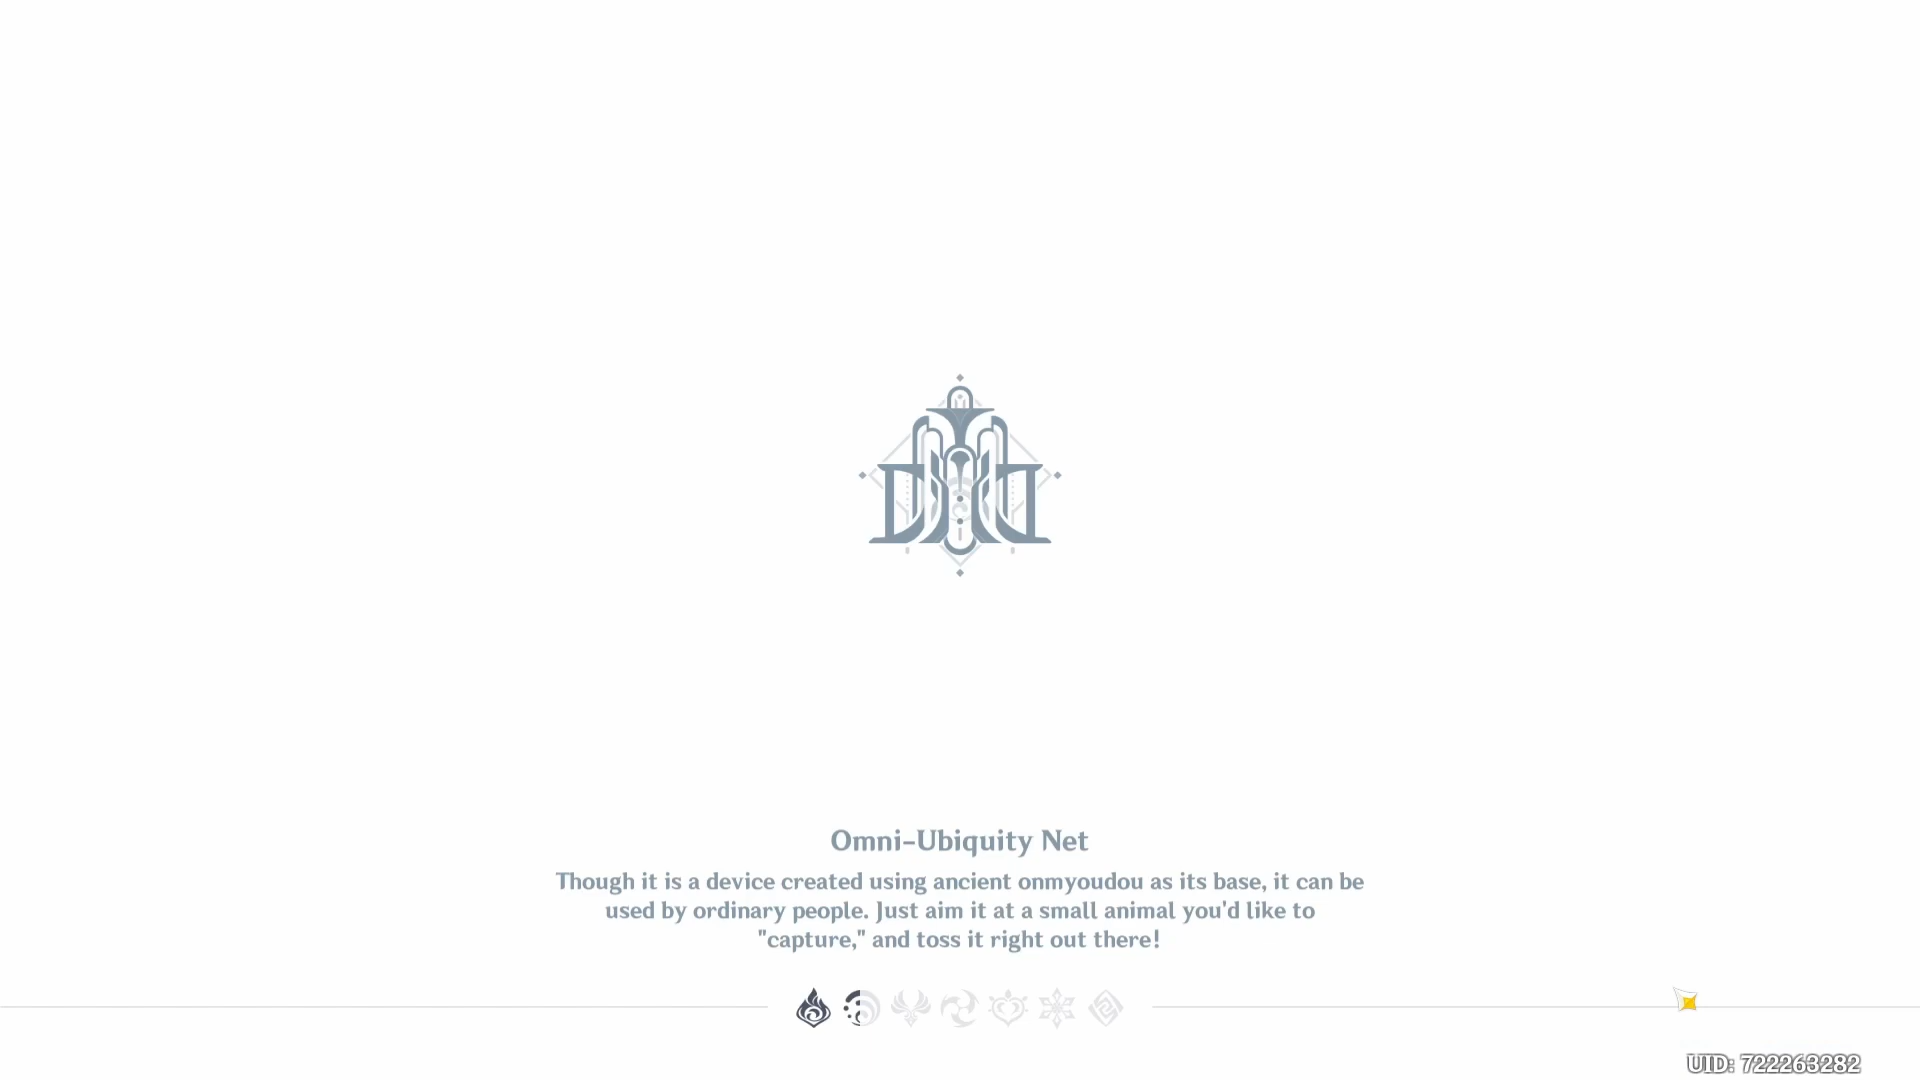 Omni-Ubiquity Net
Though it is a device created using ancient onmyoudou as its base, it can be
used by ordinary people. Just aim it at a small animal you'd like to
"capture," and toss it right out there!
UID: 722263282